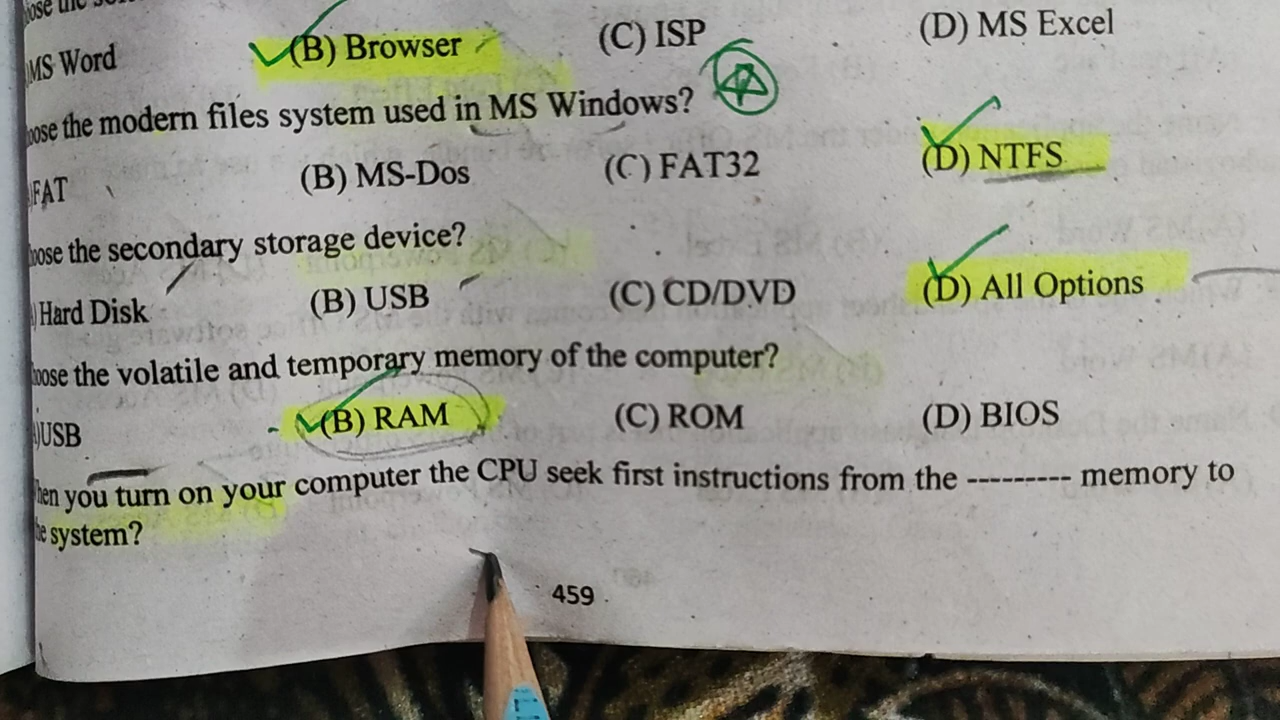 MS Word (B) Browser (C) ISP (D) MS Excel
the modern files system used in MS Windows?
FAT (B) MS-Dos (C) FAT32 (D) NTFS
the secondary storage device?
Hard Disk (B) USB (C) CD/DVD (D) All Options
the volatile and temporary memory of the computer?
USB (B) RAM (C) ROM (D) BIOS
you turn on your computer the CPU seek first instructions from the --------- memory to
system?
459